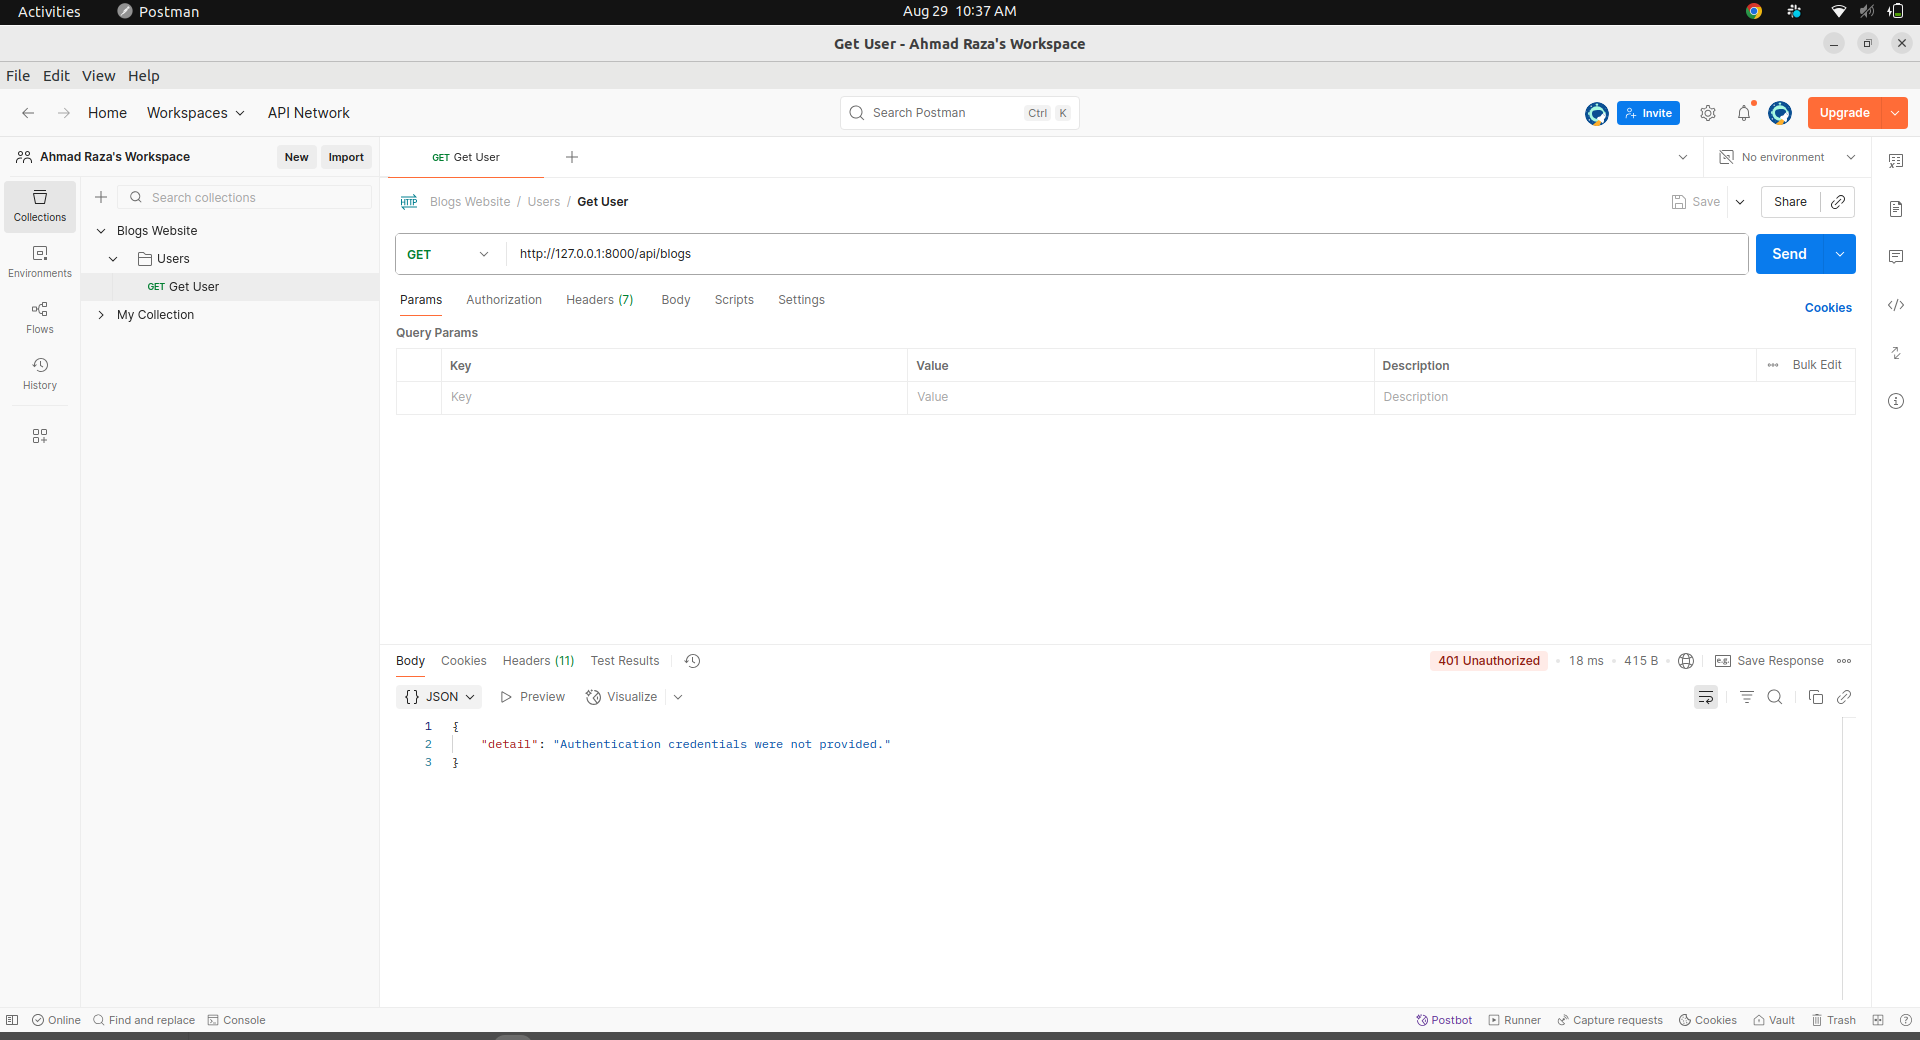 Activities Postman Aug 29 10:37 AM
Get User - Ahmad Raza's Workspace
File Edit View Help
Home Workspaces API Network Search Postman Ctrl K Invite Upgrade
Ahmad Raza's Workspace New Import GET Get User No environment
Collections Search collections
Blogs Website / Users / Get User Save Share
HTTP
Blogs Website
Environments Users
GET http://127.0.0.1:8000/api/blogs Send
GET Get User
Flows My Collection
Params Authorization Headers (7) Body Scripts Settings Cookies
Query Params
History
Key Value Description Bulk Edit
Key Value Description
Body Cookies Headers (11) Test Results 401 Unauthorized 18 ms 415 B e.g. Save Response
{} JSON Preview Visualize
1 {
2 "detail": "Authentication credentials were not provided."
3 }
Online Find and replace Console Postbot Runner Capture requests Cookies Vault Trash